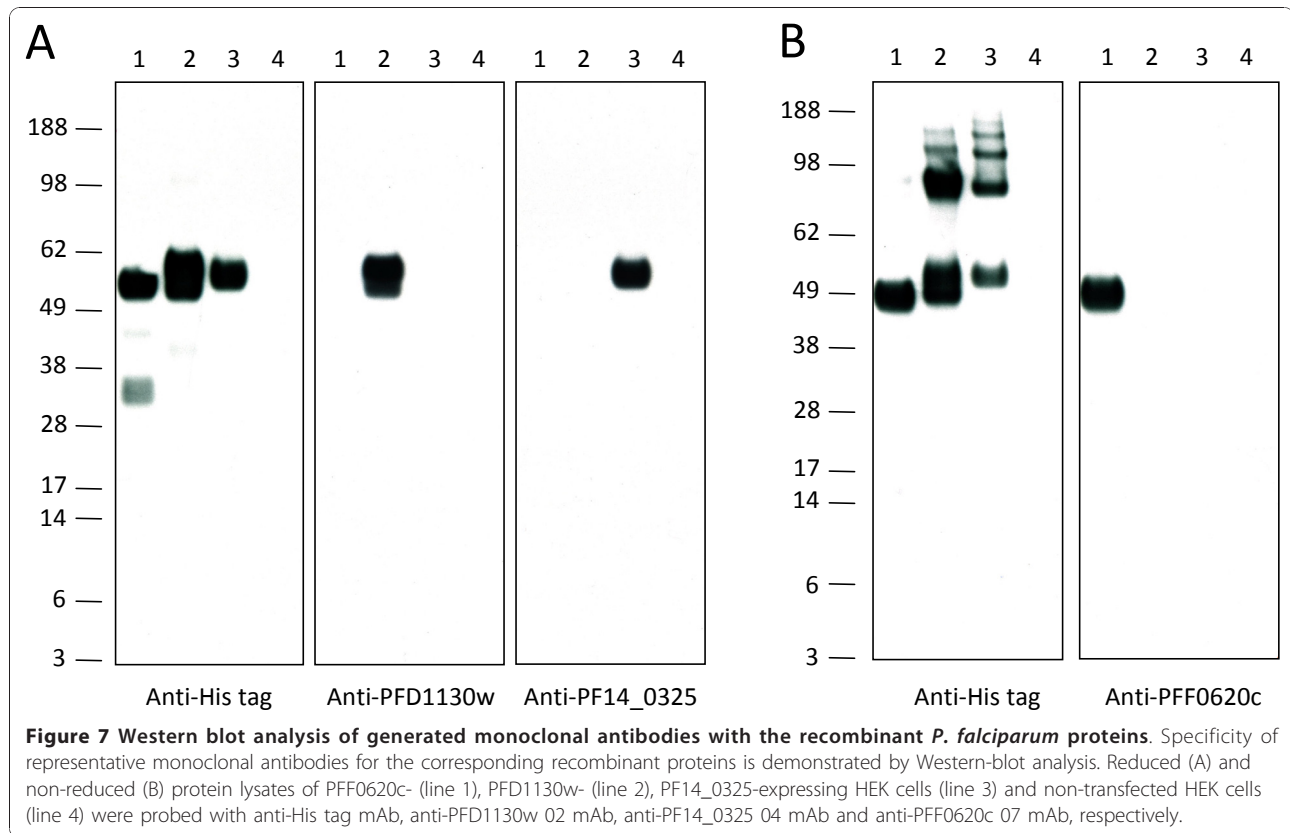 A
B
1 2 3 4 1 2 3 4 1 2 3 4
1 2 3 4 1 2 3 4
188
98
62
49
38
28
17
14
6
3
188
98
62
49
38
28
17
14
6
3
Anti-His tag Anti-PFD1130w Anti-PF14_0325
Anti-His tag Anti-PFF0620c
Figure 7 Western blot analysis of generated monoclonal antibodies with the recombinant P. falciparum proteins. Specificity of
representative monoclonal antibodies for the corresponding recombinant proteins is demonstrated by Western-blot analysis. Reduced (A) and
non-reduced (B) protein lysates of PFF0620c- (line 1), PFD1130w- (line 2), PF14_0325-expressing HEK cells (line 3) and non-transfected HEK cells
(line 4) were probed with anti-His tag mAb, anti-PFD1130w 02 mAb, anti-PF14_0325 04 mAb and anti-PFF0620c 07 mAb, respectively.